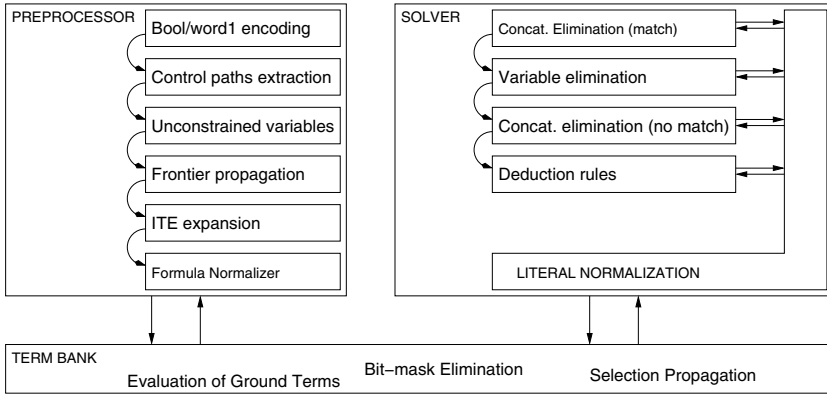 PREPROCESSOR
Bool/word1 encoding
Control paths extraction
Unconstrained variables
Frontier propagation
ITE expansion
Formula Normalizer
SOLVER
Concat. Elimination (match)
Variable elimination
Concat. elimination (no match)
Deduction rules
LITERAL NORMALIZATION
TERM BANK
Evaluation of Ground Terms
Bit−mask Elimination
Selection Propagation